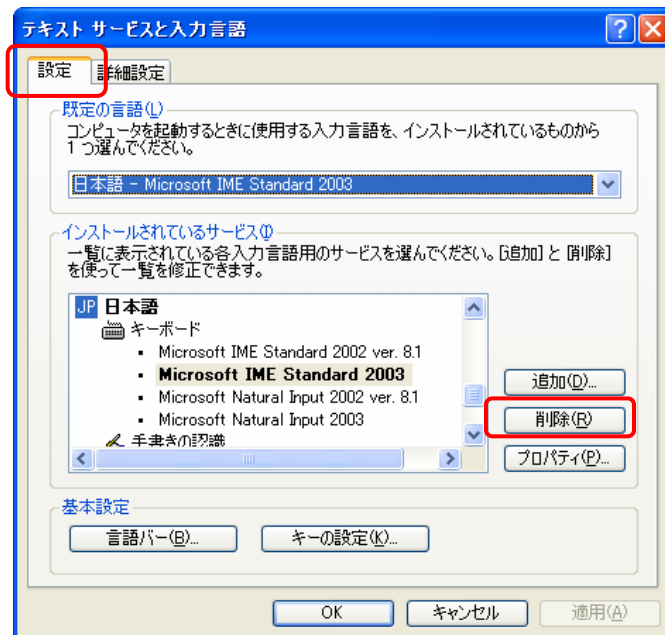 テキスト サービスと入力言語
設定
詳細設定
既定の言語(L)
コンピュータを起動するときに使用する入力言語を、インストールされているものから
1 つ選んでください。
日本語 - Microsoft IME Standard 2003
インストールされているサービス(I)
一覧に表示されている各入力言語用のサービスを選んでください。[追加] と [削除]
を使って一覧を修正できます。
JP 日本語
キーボード
Microsoft IME Standard 2002 ver. 8.1
Microsoft IME Standard 2003
Microsoft Natural Input 2002 ver. 8.1
Microsoft Natural Input 2003
手書きの認識
追加(D)...
削除(R)
プロパティ(P)...
基本設定
言語バー(B)...
キーの設定(K)...
OK
キャンセル
適用(A)